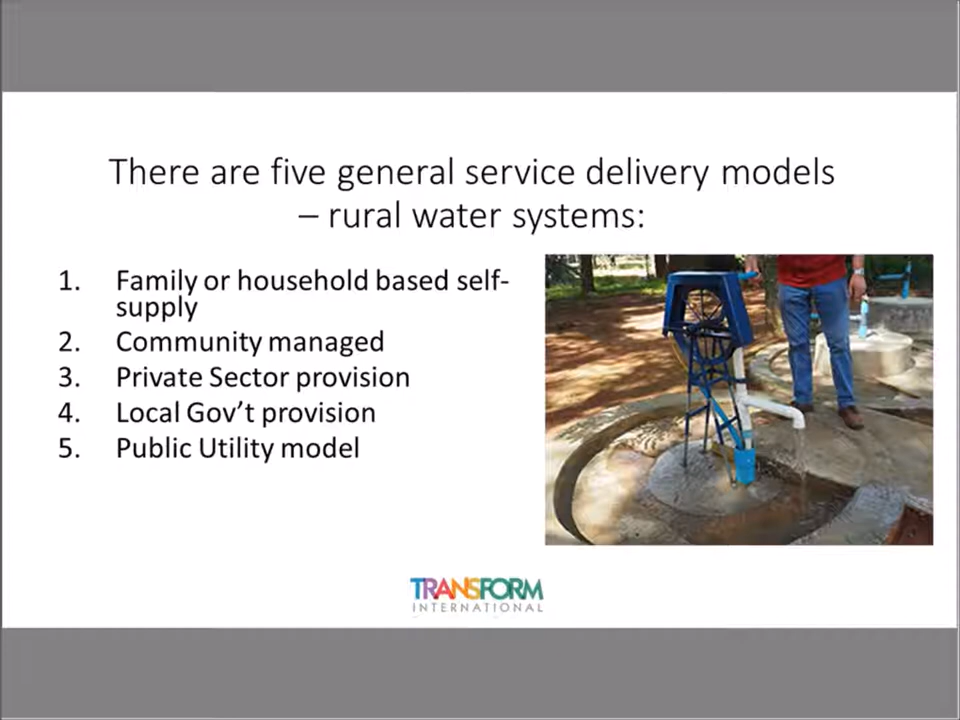 There are five general service delivery models
– rural water systems:
1. Family or household based self-
supply
2. Community managed
3. Private Sector provision
4. Local Gov't provision
5. Public Utility model
TRANSFORM
INTERNATIONAL